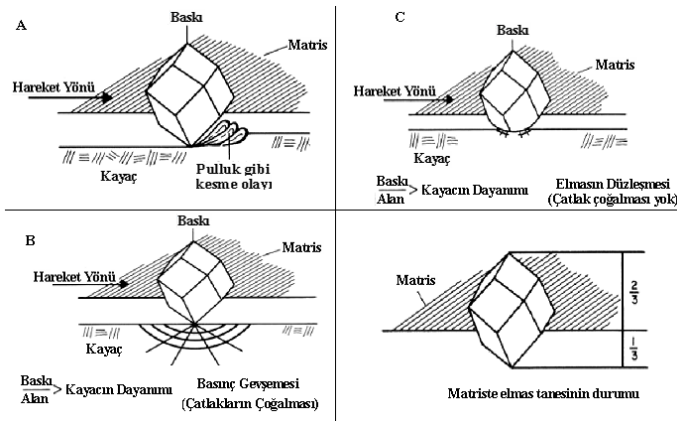 A
Baskı
Matris
Hareket Yönü
Kayaç
Pulluk gibi
kesme olayı
C
Baskı
Matris
Hareket Yönü
Kayaç
Baskı
Alan > Kayacın Dayanımı
Elmasın Düzleşmesi
(Çatlak çoğalması yok)
B
Baskı
Matris
Hareket Yönü
Kayaç
Baskı
Alan > Kayacın Dayanımı
Basınç Gevşemesi
(Çatlakların Çoğalması)
Matris
2/3
1/3
Matriste elmas tanesinin durumu